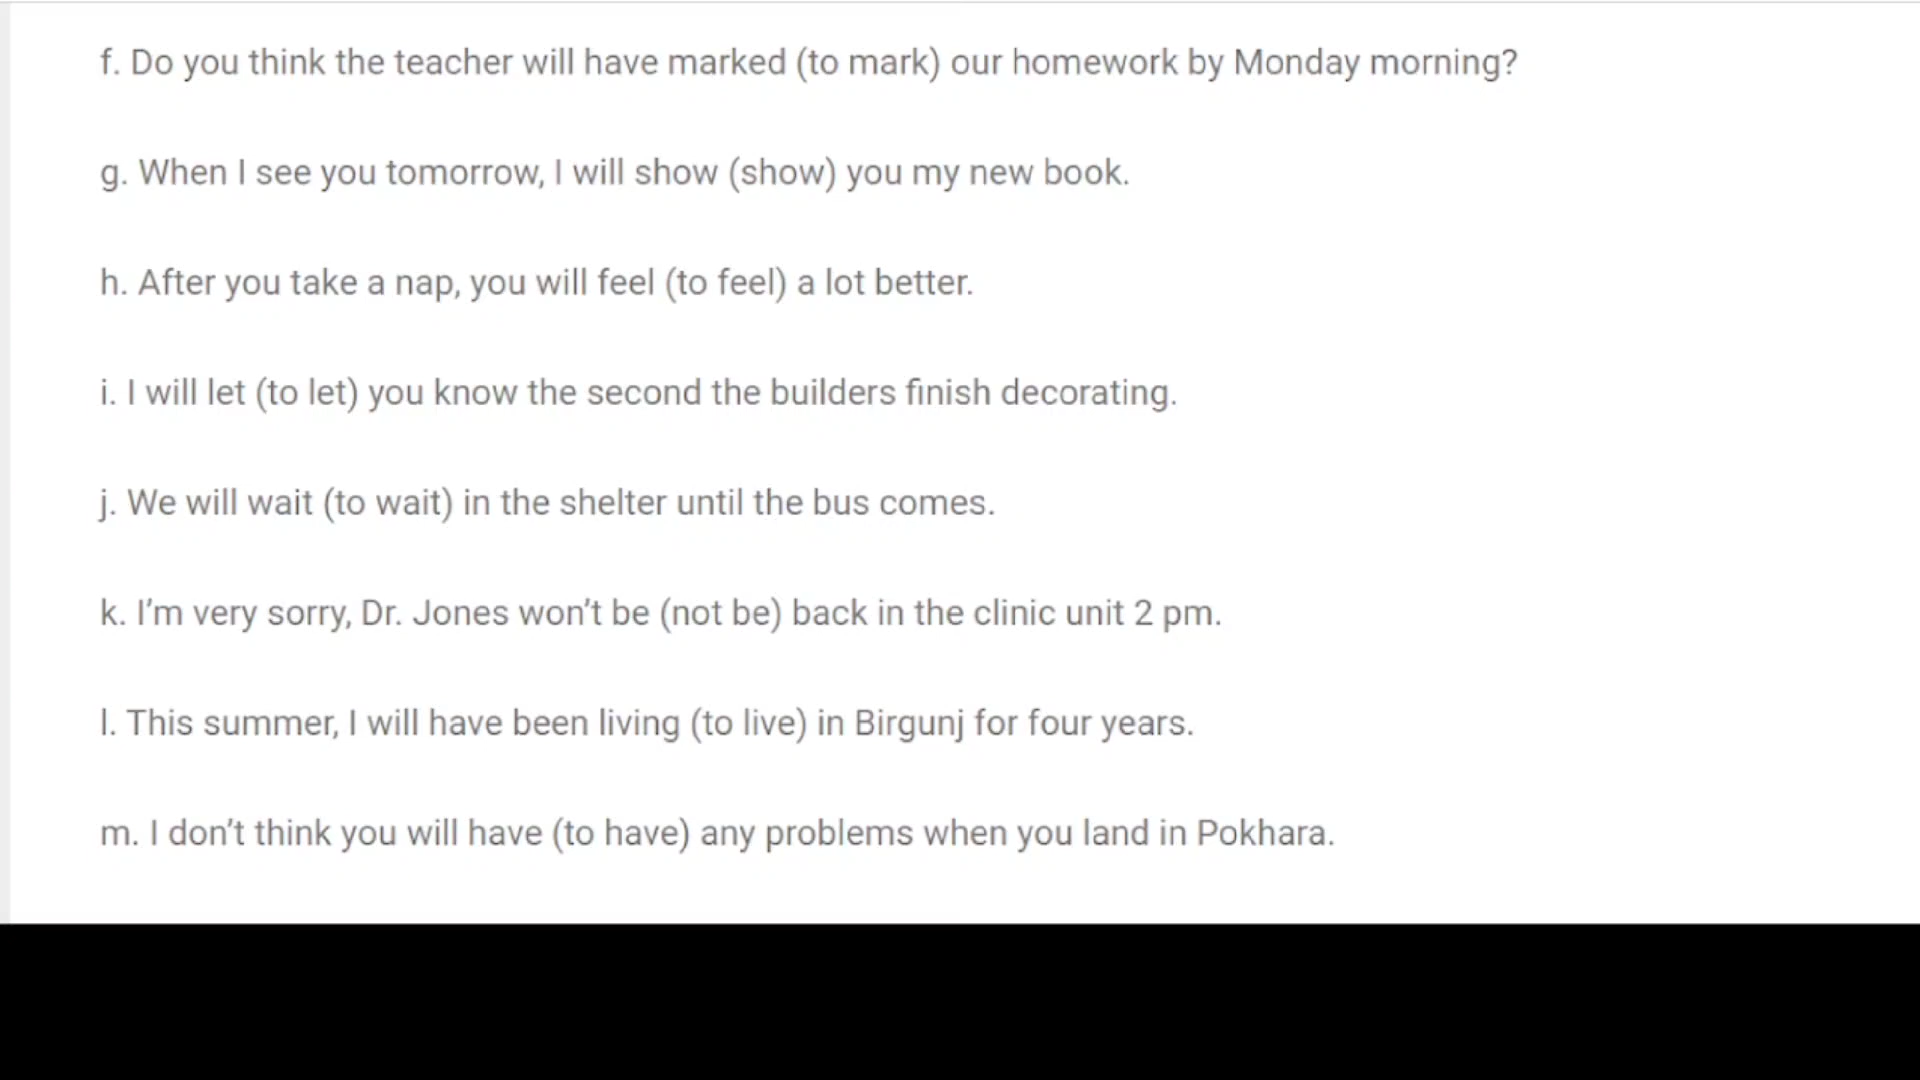 f. Do you think the teacher will have marked (to mark) our homework by Monday morning?
g. When I see you tomorrow, I will show (show) you my new book.
h. After you take a nap, you will feel (to feel) a lot better.
i. I will let (to let) you know the second the builders finish decorating.
j. We will wait (to wait) in the shelter until the bus comes.
k. I’m very sorry, Dr. Jones won’t be (not be) back in the clinic unit 2 pm.
l. This summer, I will have been living (to live) in Birgunj for four years.
m. I don’t think you will have (to have) any problems when you land in Pokhara.